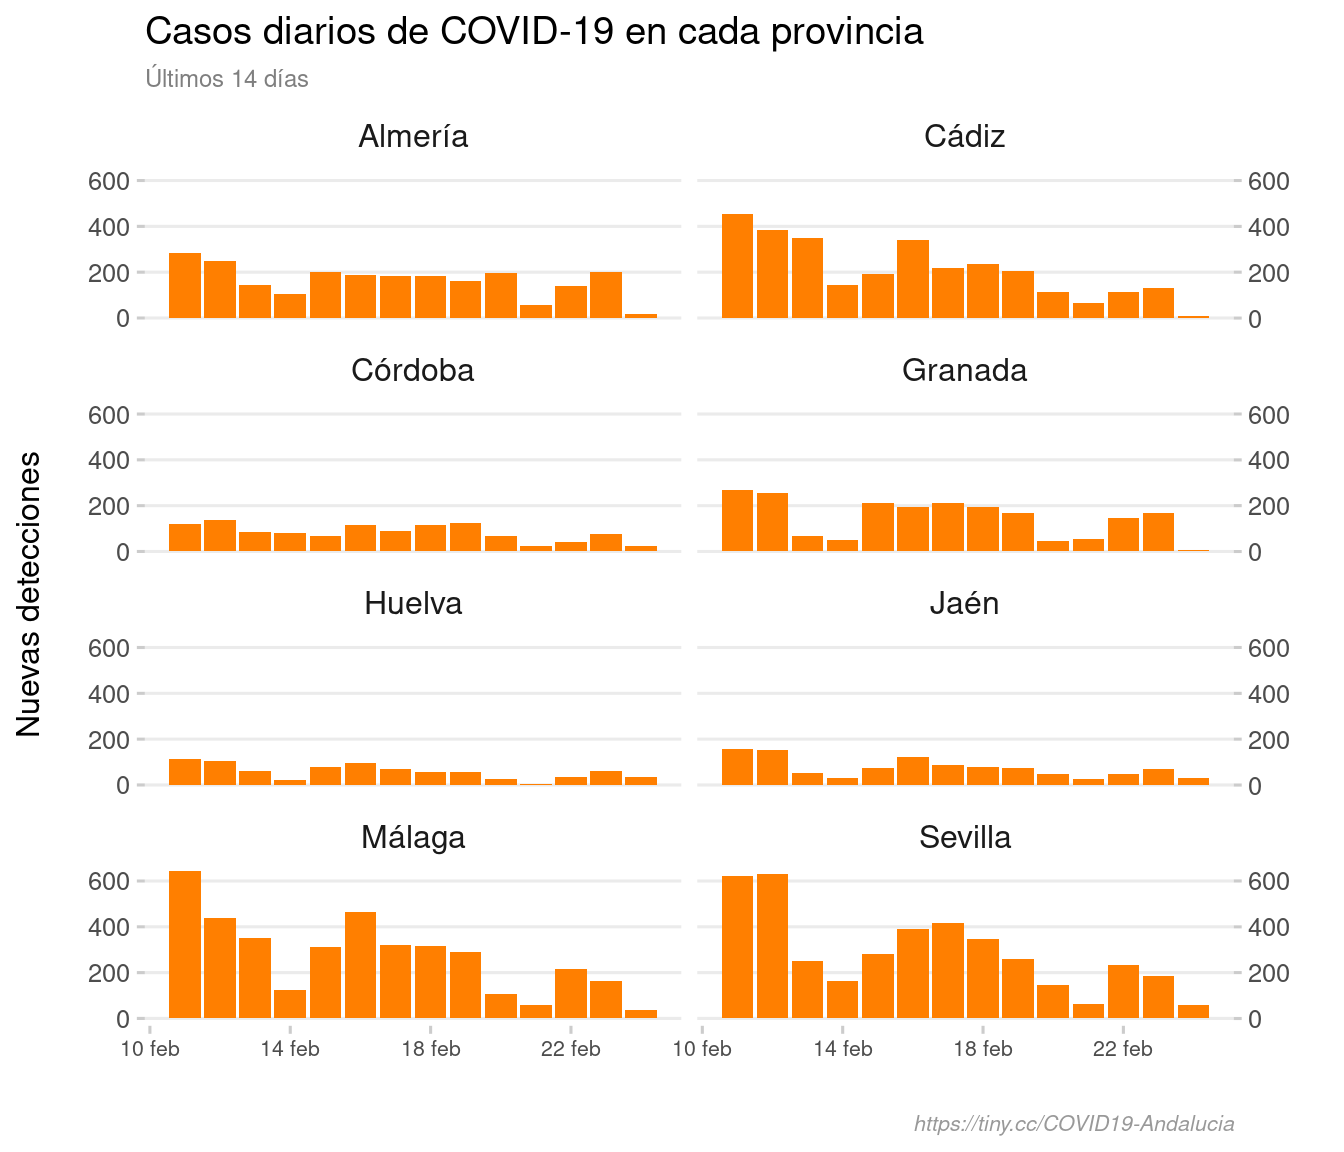 Casos diarios de COVID-19 en cada provincia
Últimos 14 días
Nuevas detecciones
Almería
Cádiz
600
400
200
0
600
400
200
0
Córdoba
Granada
600
400
200
0
600
400
200
0
Huelva
Jaén
600
400
200
0
600
400
200
0
Málaga
Sevilla
600
400
200
0
600
400
200
0
10 feb 14 feb 18 feb 22 feb
10 feb 14 feb 18 feb 22 feb
https://tiny.cc/COVID19-Andalucia